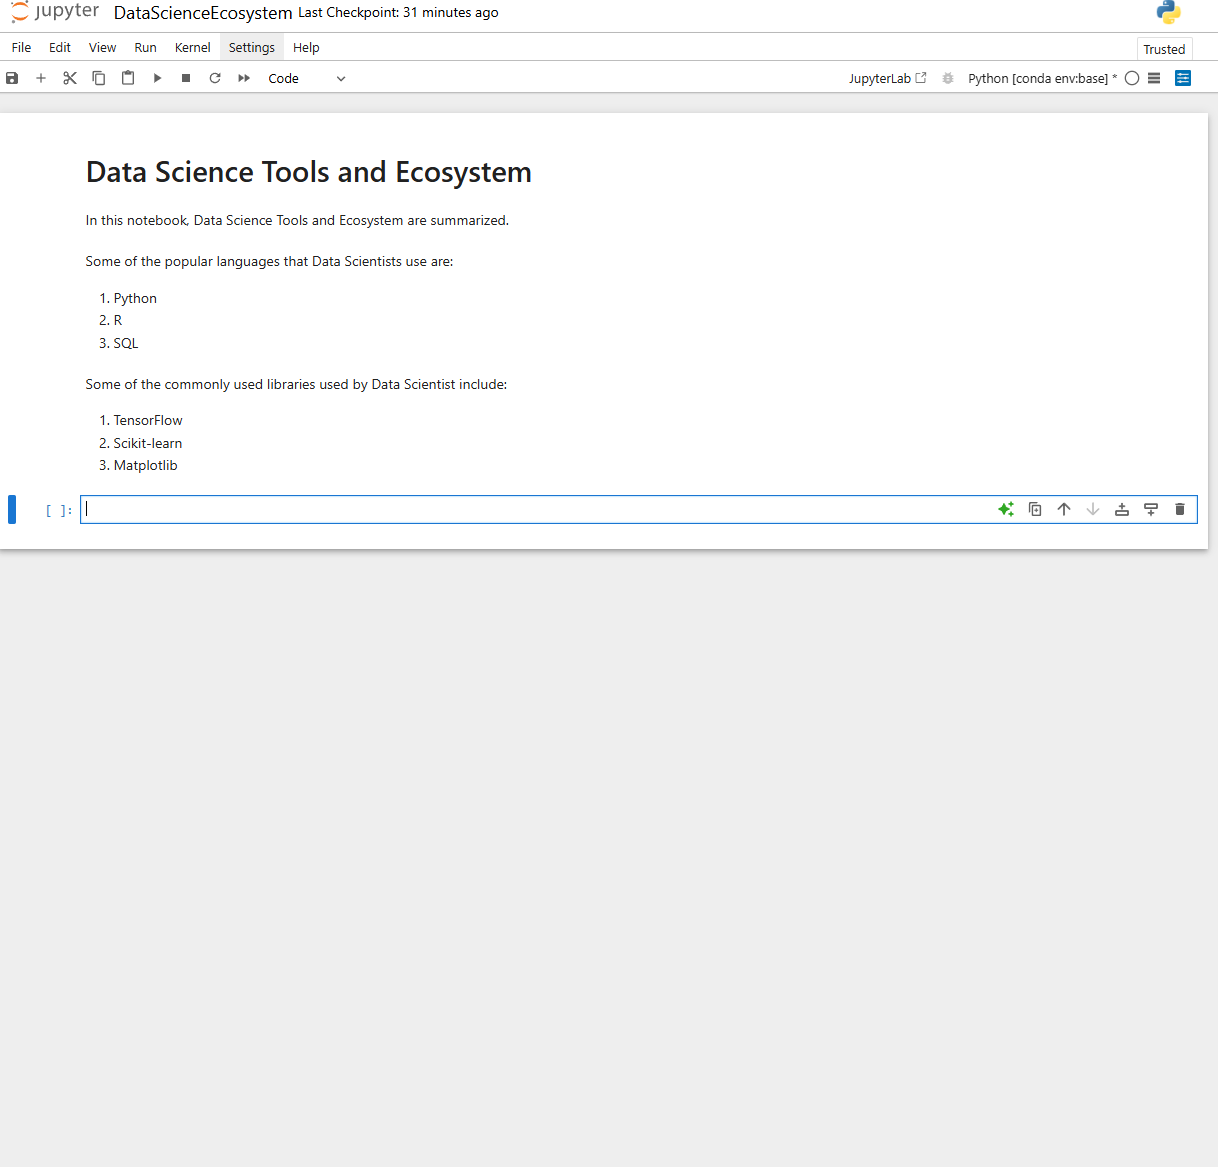 jupyter DataScienceEcosystem Last Checkpoint: 31 minutes ago
File Edit View Run Kernel Settings Help Trusted
Code JupyterLab Python [conda env:base] *
Data Science Tools and Ecosystem
In this notebook, Data Science Tools and Ecosystem are summarized.
Some of the popular languages that Data Scientists use are:
1. Python
2. R
3. SQL
Some of the commonly used libraries used by Data Scientist include:
1. TensorFlow
2. Scikit-learn
3. Matplotlib
[ ]: